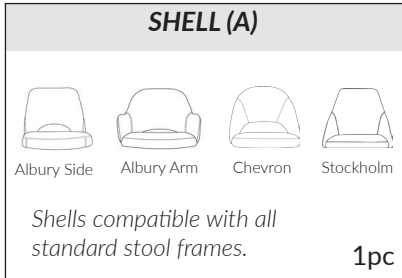 SHELL (A)
Albury Side Albury Arm Chevron Stockholm
Shells compatible with all
standard stool frames.
1pc